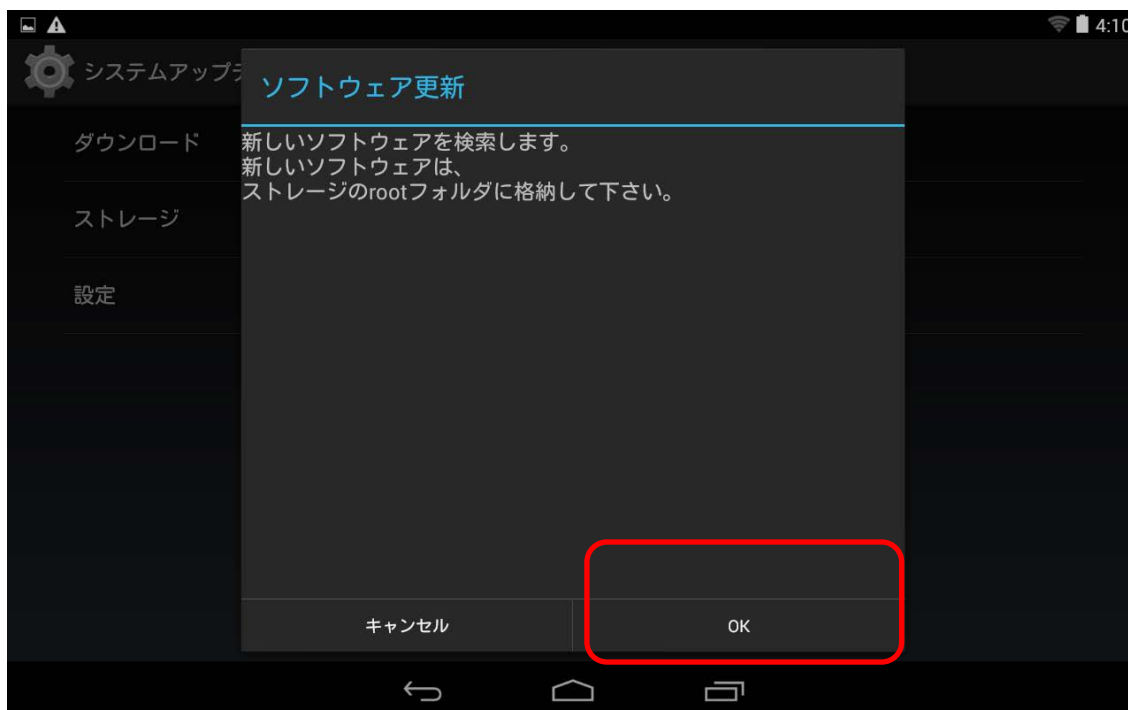 4:10
システムアップデ
ソフトウェア更新
ダウンロード
新しいソフトウェアを検索します。
新しいソフトウェアは、
ストレージのrootフォルダに格納して下さい。
ストレージ
設定
キャンセル
OK